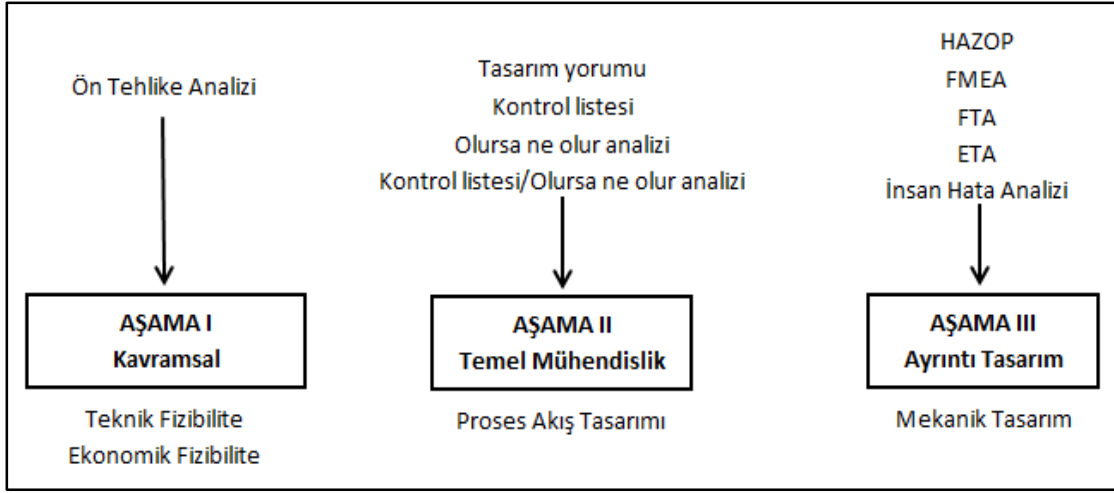 Ön Tehlike Analizi
AŞAMA I
Kavramsal
Teknik Fizibilite
Ekonomik Fizibilite
Tasarım yorumu
Kontrol listesi
Olursa ne olur analizi
Kontrol listesi/Olursa ne olur analizi
AŞAMA II
Temel Mühendislik
Proses Akış Tasarımı
HAZOP
FMEA
FTA
ETA
İnsan Hata Analizi
AŞAMA III
Ayrıntı Tasarım
Mekanik Tasarım